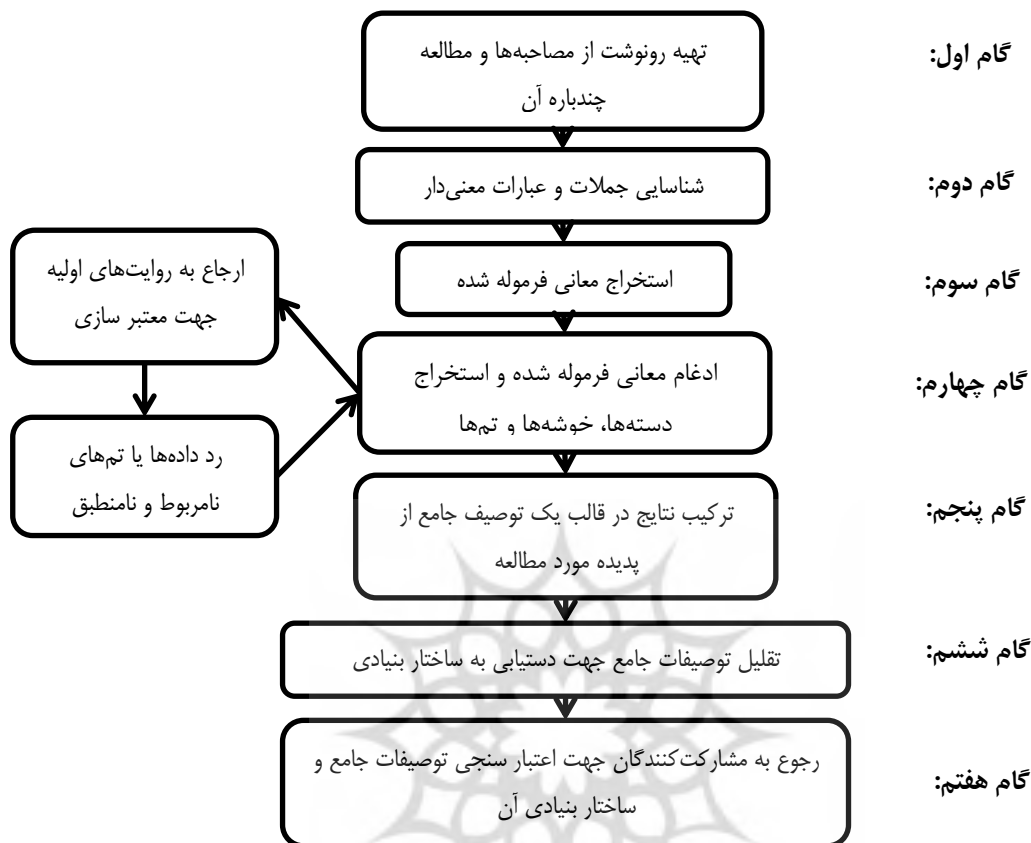 گام اول:
تهیه رونوشت از مصاحبه‌ها و مطالعه
چندباره آن
گام دوم:
شناسایی جملات و عبارات معنی‌دار
گام سوم:
استخراج معانی فرموله شده
ارجاع به روایت‌های اولیه
جهت معتبر سازی
گام چهارم:
ادغام معانی فرموله شده و استخراج
دسته‌ها، خوشه‌ها و تم‌ها
رد داده‌ها یا تم‌های
نامربوط و نامنطبق
گام پنجم:
ترکیب نتایج در قالب یک توصیف جامع از
پدیده مورد مطالعه
گام ششم:
تقلیل توصیفات جامع جهت دستیابی به ساختار بنیادی
گام هفتم:
رجوع به مشارکت‌کنندگان جهت اعتبار سنجی توصیفات جامع و
ساختار بنیادی آن